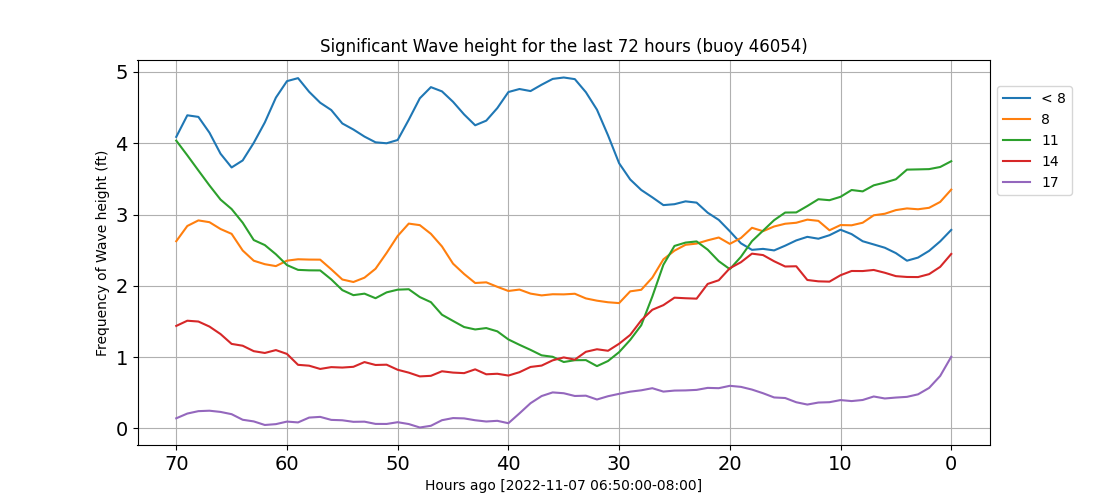 Significant Wave height for the last 72 hours (buoy 46054)
Frequency of Wave height (ft)
5
4
3
2
1
0
70 60 50 40 30 20 10 0
Hours ago [2022-11-07 06:50:00-08:00]
< 8
8
11
14
17